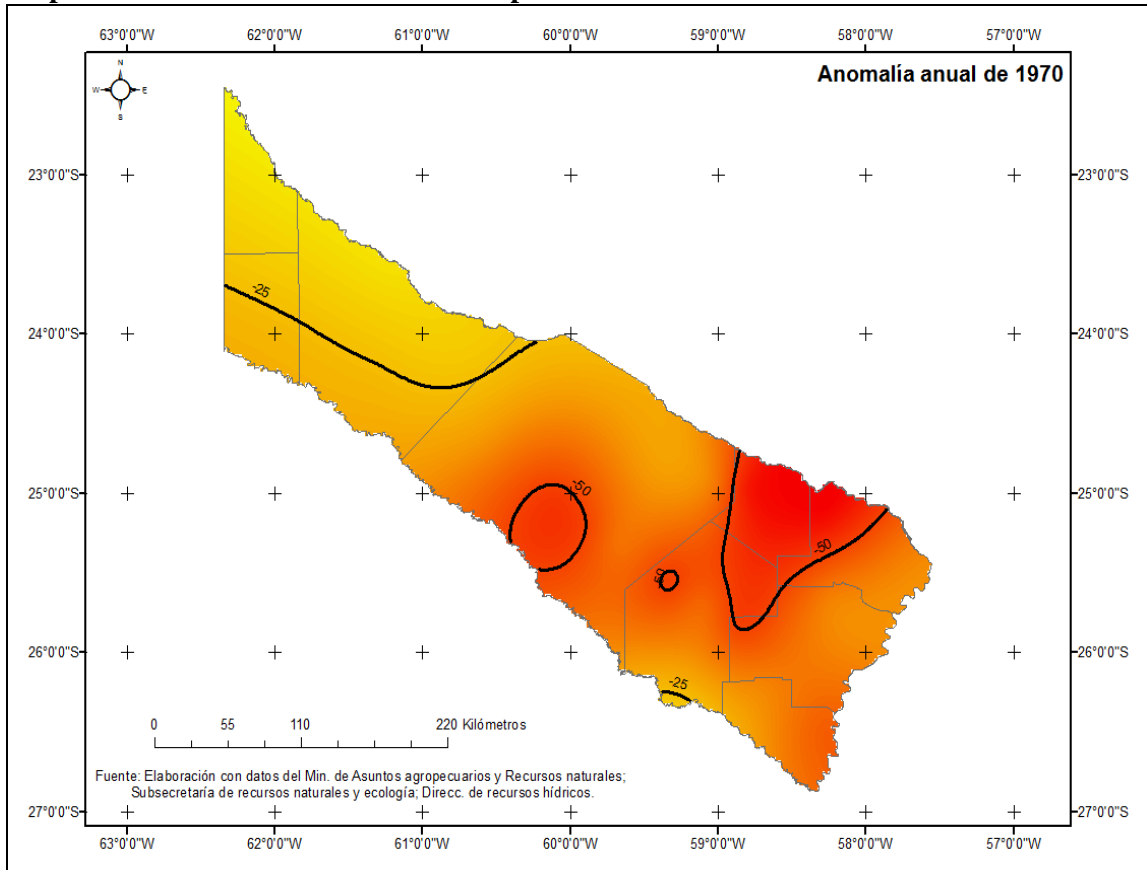 63°0'0"W 62°0'0"W 61°0'0"W 60°0'0"W 59°0'0"W 58°0'0"W 57°0'0"W
N
W E
S
Anomalía anual de 1970
23°0'0"S 23°0'0"S
-25
24°0'0"S 24°0'0"S
-50
25°0'0"S 25°0'0"S
-50
-50
26°0'0"S 26°0'0"S
-25
0 55 110 220 Kilómetros
Fuente: Elaboración con datos del Min. de Asuntos agropecuarios y Recursos naturales;
Subsecretaría de recursos naturales y ecología; Direcc. de recursos hídricos.
27°0'0"S 27°0'0"S
63°0'0"W 62°0'0"W 61°0'0"W 60°0'0"W 59°0'0"W 58°0'0"W 57°0'0"W